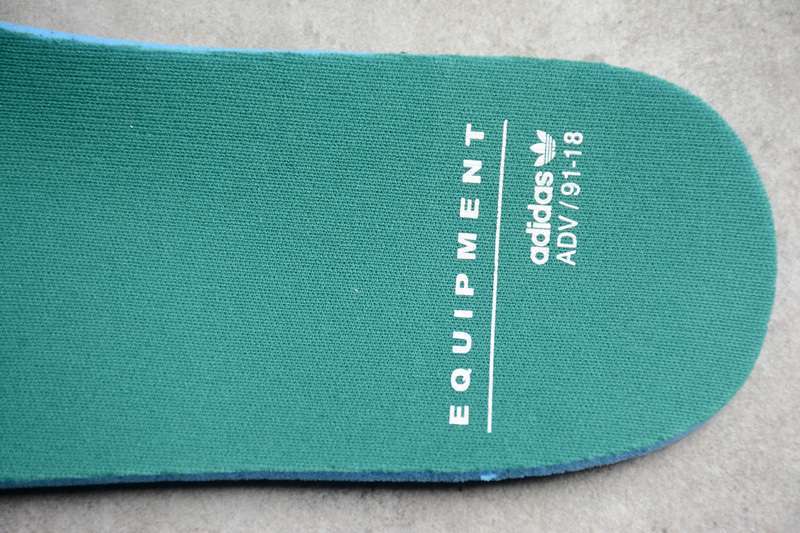 EQUIPMENT
adidas
ADV / 91-18